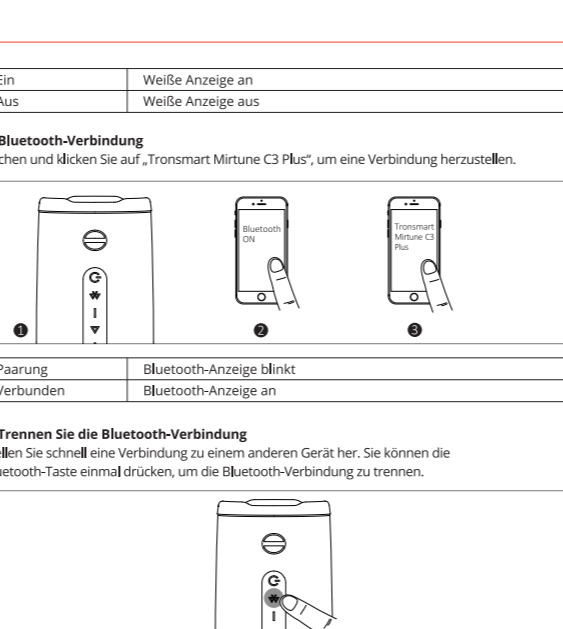 Ein Weiße Anzeige an
Aus Weiße Anzeige aus
Bluetooth-Verbindung
chen und klicken Sie auf „Tronsmart Mirtune C3 Plus“, um eine Verbindung herzustellen.
Bluetooth
ON
Tronsmart
Mirtune C3
Plus
1 2 3
Paarung Bluetooth-Anzeige blinkt
Verbunden Bluetooth-Anzeige an
Trennen Sie die Bluetooth-Verbindung
ellen Sie schnell eine Verbindung zu einem anderen Gerät her. Sie können die
uetooth-Taste einmal drücken, um die Bluetooth-Verbindung zu trennen.